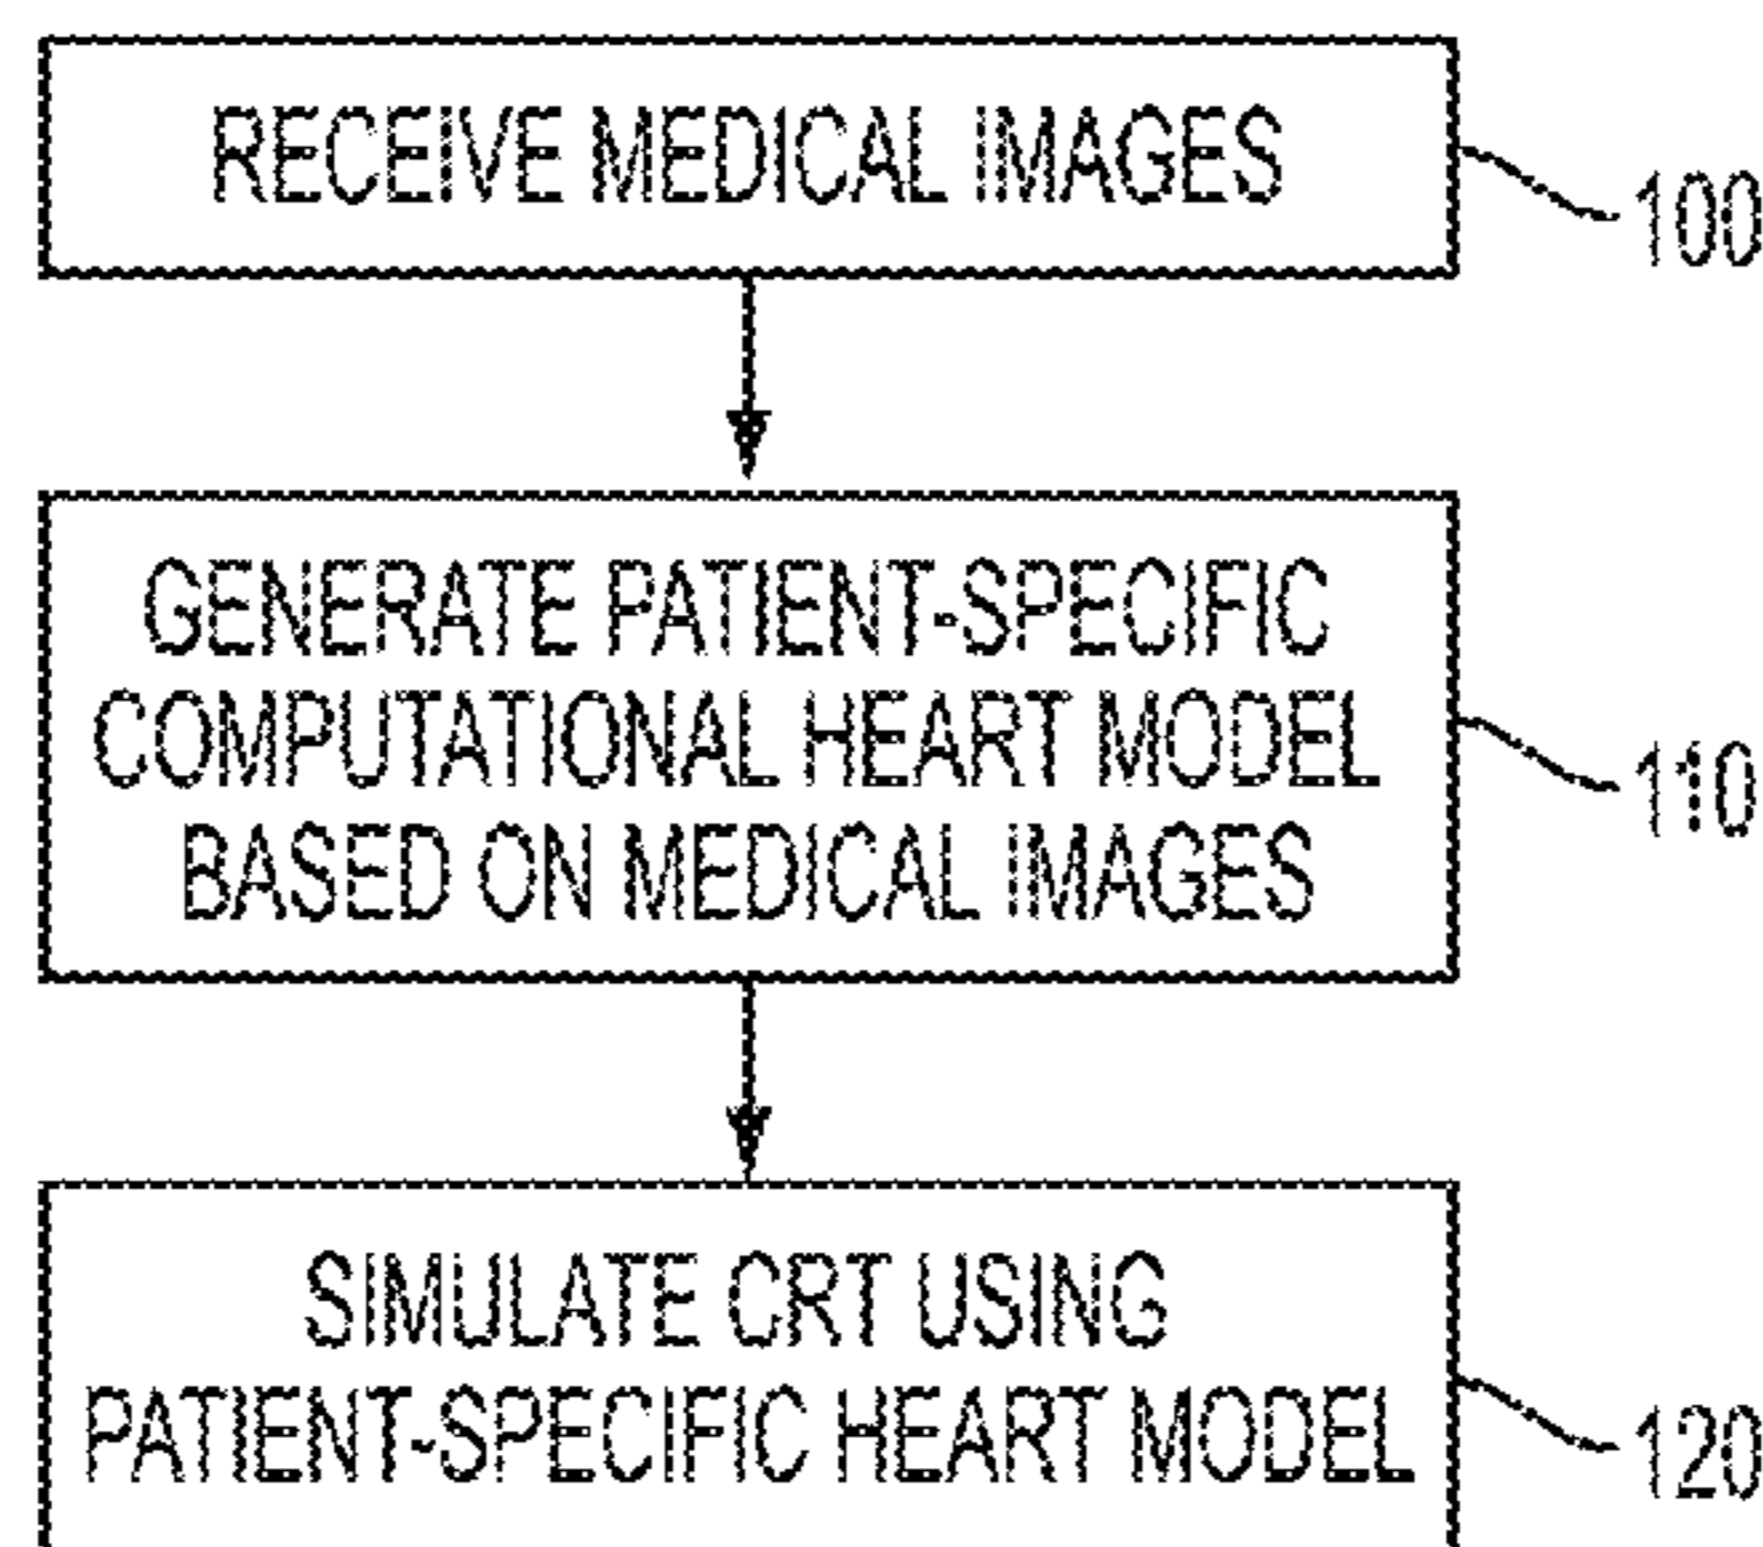 RECEIVE MEDICAL IMAGES
100
GENERATE PATIENT-SPECIFIC
COMPUTATIONAL HEART MODEL
BASED ON MEDICAL IMAGES
110
SIMULATE CRT USING
PATIENT-SPECIFIC HEART MODEL
120